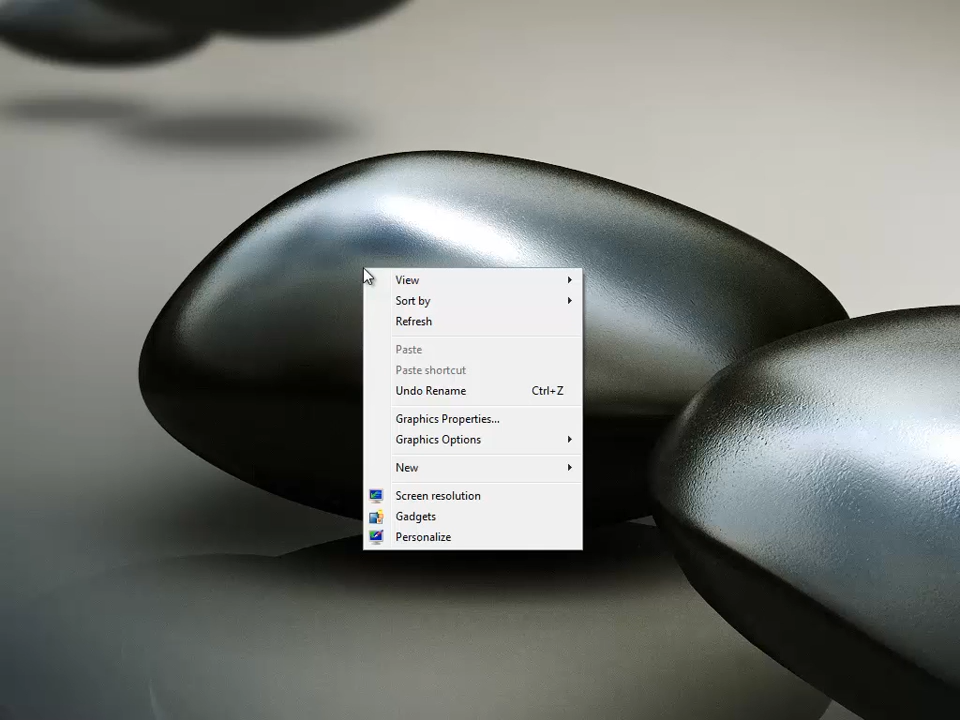 View
Sort by
Refresh
Paste
Paste shortcut
Undo Rename Ctrl+Z
Graphics Properties...
Graphics Options
New
Screen resolution
Gadgets
Personalize